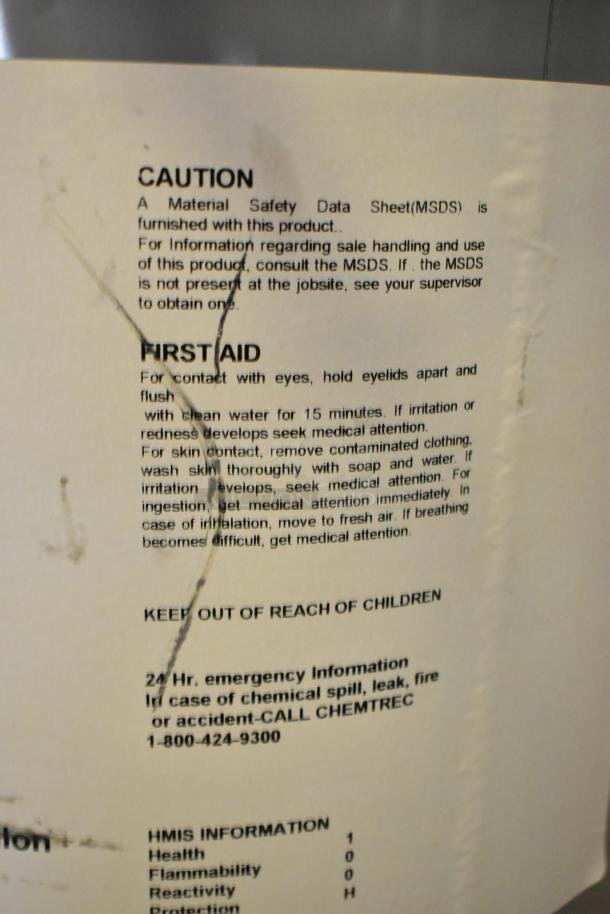 CAUTION
A Material Safety Data Sheet(MSDS) is
furnished with this product..
For Information regarding sale handling and use
of this product, consult the MSDS. If . the MSDS
is not present at the jobsite, see your supervisor
to obtain one.
FIRST AID
For contact with eyes, hold eyelids apart and
flush
with clean water for 15 minutes. If irritation or
redness develops seek medical attention.
For skin contact, remove contaminated clothing,
wash skin thoroughly with soap and water. If
irritation develops, seek medical attention. For
ingestion, get medical attention immediately. In
case of inhalation, move to fresh air. If breathing
becomes difficult, get medical attention.
KEEP OUT OF REACH OF CHILDREN
24 Hr. emergency Information
In case of chemical spill, leak, fire
or accident-CALL CHEMTREC
1-800-424-9300
HMIS INFORMATION
Health 1
Flammability 0
Reactivity 0
Protection H